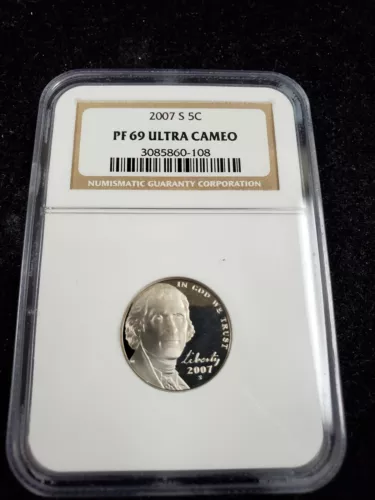 2007 S 5C
PF 69 ULTRA CAMEO
3085860-108
NUMISMATIC GUARANTY CORPORATION
IN GOD WE TRUST
Liberty
2007
S